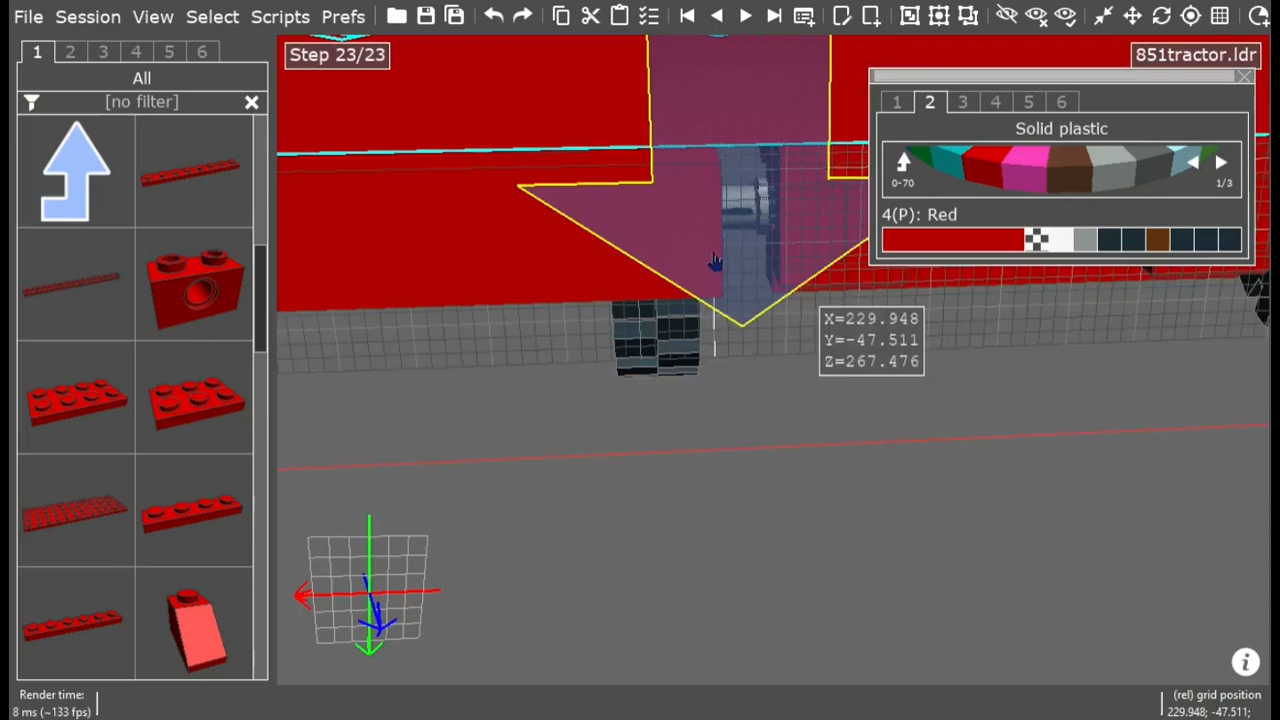 File Session View Select Scripts Prefs
1 2 3 4 5 6
All
[no filter]
Step 23/23
851tractor.ldr
1 2 3 4 5 6
Solid plastic
0-70
1/3
4(P): Red
X=229.948
Y=-47.511
Z=267.476
i
Render time:
8 ms (~133 fps)
(rel) grid position
229.948; -47.511;